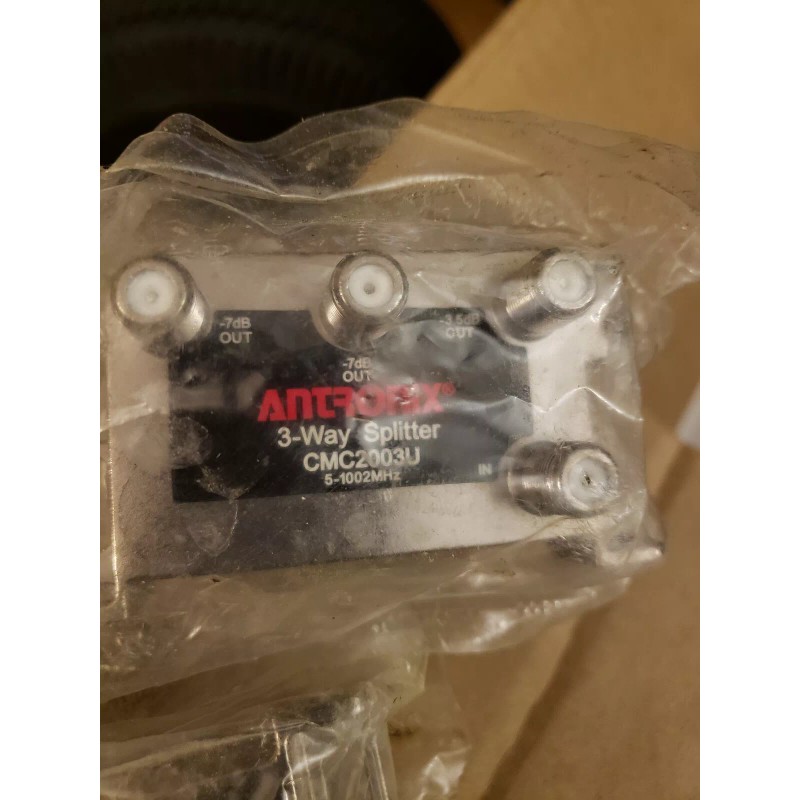 -7dB
OUT
-7dB
OUT
-3.5dB
OUT
ANTRONIX®
3-Way Splitter
CMC2003U
5-1002MHz
IN